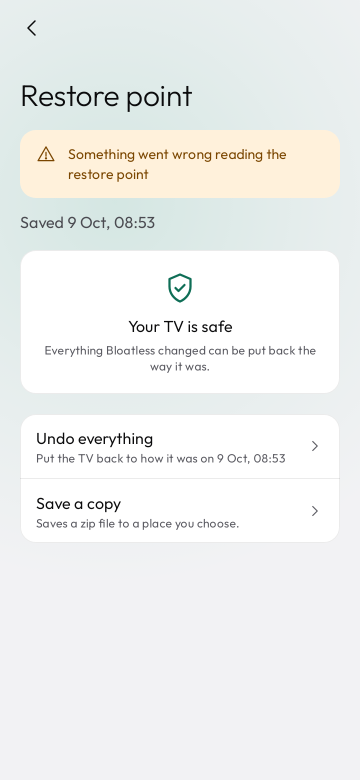 Restore point
Something went wrong reading the
restore point
Saved 9 Oct, 08:53
Your TV is safe
Everything Bloatless changed can be put back the
way it was.
Undo everything
Put the TV back to how it was on 9 Oct, 08:53
Save a copy
Saves a zip file to a place you choose.